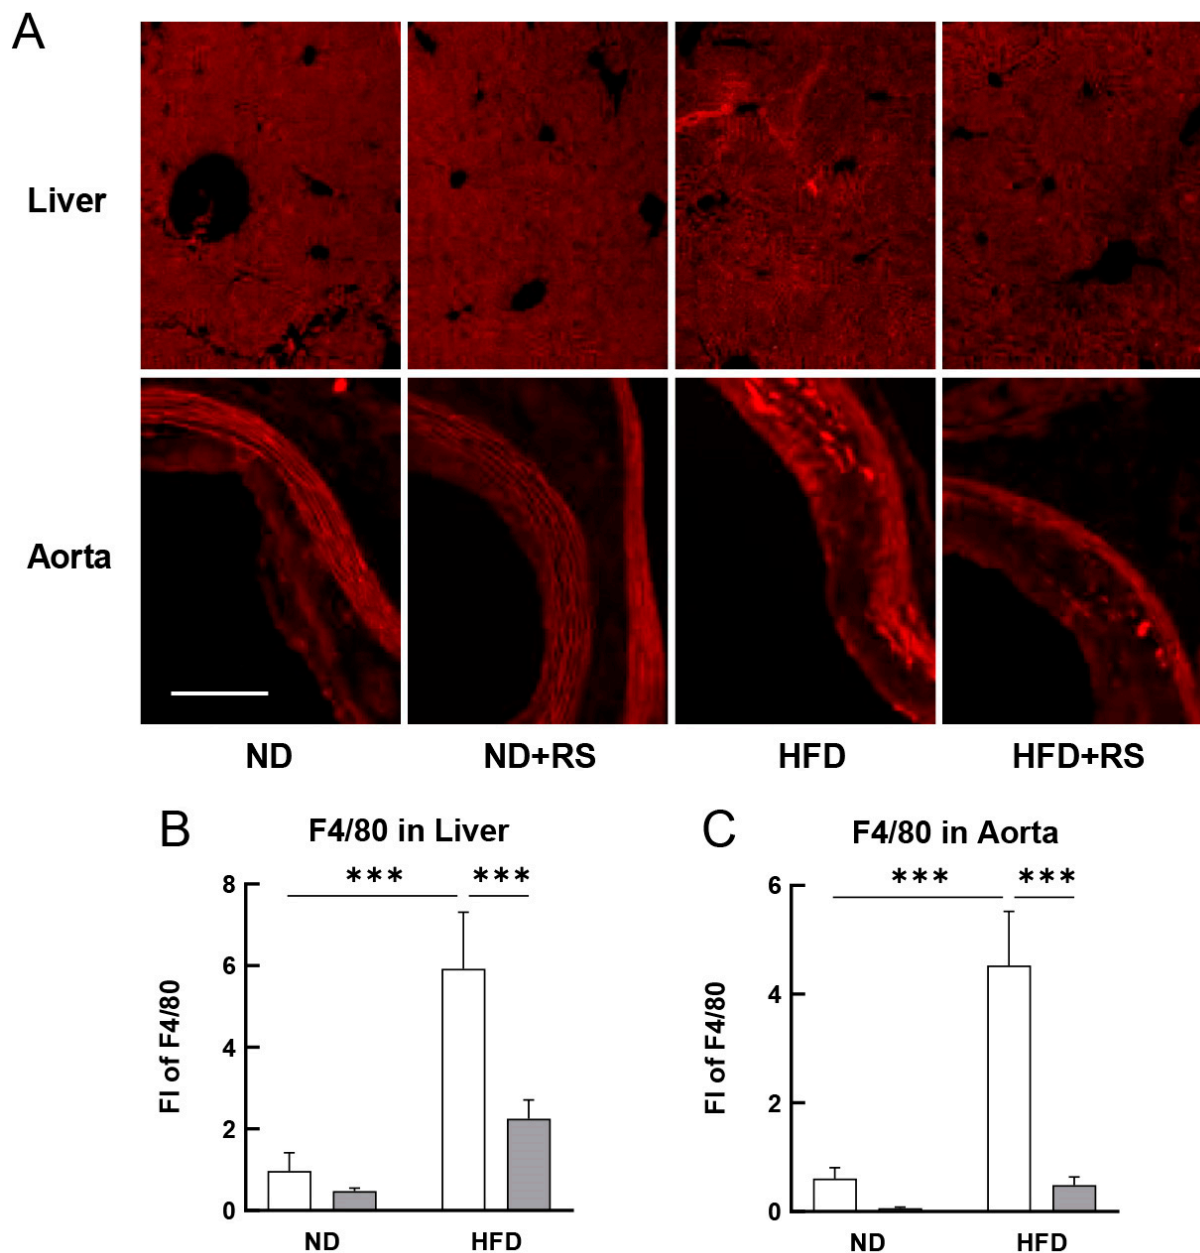 A
Liver
Aorta
ND ND+RS HFD HFD+RS
B
F4/80 in Liver
*** ***
8
6
4
2
0
FI of F4/80
ND HFD
C
F4/80 in Aorta
*** ***
6
4
2
0
FI of F4/80
ND HFD